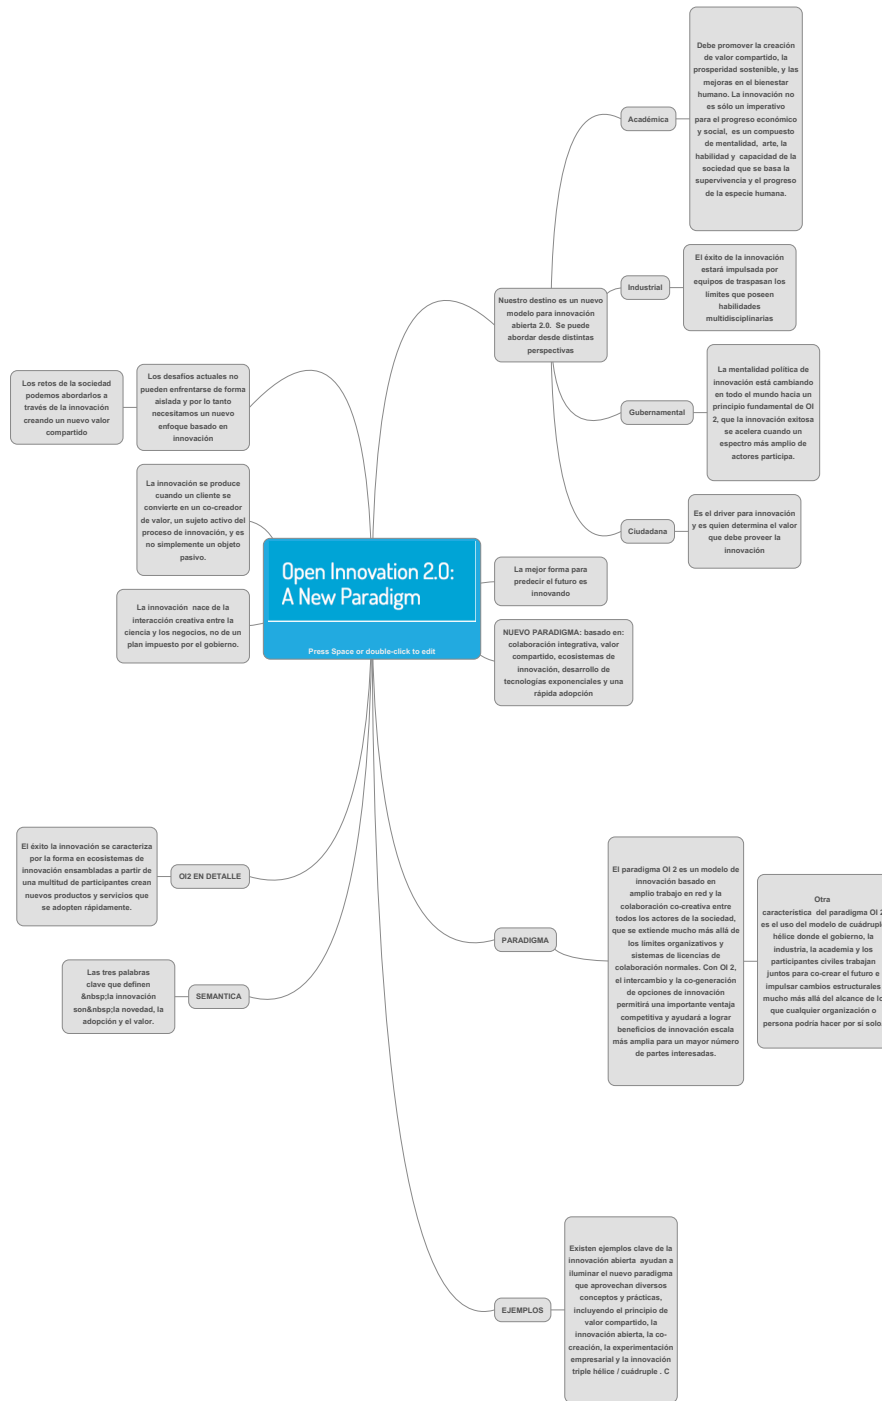 Debe promover la creación
de valor compartido, la
prosperidad sostenible, y las
mejoras en el bienestar
humano. La innovación no
es sólo un imperativo
para el progreso económico
y social, es un compuesto
de mentalidad, arte, la
habilidad y capacidad de la
sociedad que se basa la
supervivencia y el progreso
de la especie humana.
Académica
El éxito de la innovación
estará impulsada por
equipos de traspasan los
límites que poseen
habilidades
multidisciplinarias
Industrial
Nuestro destino es un nuevo
modelo para innovación
abierta 2.0. Se puede
abordar desde distintas
perspectivas
La mentalidad política de
innovación está cambiando
en todo el mundo hacia un
principio fundamental de OI
2, que la innovación exitosa
se acelera cuando un
espectro más amplio de
actores participa.
Gubernamental
Es el driver para innovación
y es quien determina el valor
que debe proveer la
innovación
Ciudadana
Los retos de la sociedad
podemos abordarlos a
través de la innovación
creando un nuevo valor
compartido
Los desafíos actuales no
pueden enfrentarse de forma
aislada y por lo tanto
necesitamos un nuevo
enfoque basado en
innovación
La innovación se produce
cuando un cliente se
convierte en un co-creador
de valor, un sujeto activo del
proceso de innovación, y es
no simplemente un objeto
pasivo.
La innovación nace de la
interacción creativa entre la
ciencia y los negocios, no de un
plan impuesto por el gobierno.
Open Innovation 2.0:
A New Paradigm
Press Space or double-click to edit
La mejor forma para
predecir el futuro es
innovando
NUEVO PARADIGMA: basado en:
colaboración integrativa, valor
compartido, ecosistemas de
innovación, desarrollo de
tecnologías exponenciales y una
rápida adopción
El éxito la innovación se caracteriza
por la forma en ecosistemas de
innovación ensambladas a partir de
una multitud de participantes crean
nuevos productos y servicios que
se adopten rápidamente.
OI2 EN DETALLE
Las tres palabras
clave que definen
&nbsp;la innovación
son&nbsp;la novedad, la
adopción y el valor.
SEMANTICA
PARADIGMA
El paradigma OI 2 es un modelo de
innovación basado en
amplio trabajo en red y la
colaboración co-creativa entre
todos los actores de la sociedad,
que se extiende mucho más allá de
los límites organizativos y
sistemas de licencias de
colaboración normales. Con OI 2,
el intercambio y la co-generación
de opciones de innovación
permitirá una importante ventaja
competitiva y ayudará a lograr
beneficios de innovación escala
más amplia para un mayor número
de partes interesadas.
Otra
característica del paradigma OI 2
es el uso del modelo de cuádruple
hélice donde el gobierno, la
industria, la academia y los
participantes civiles trabajan
juntos para co-crear el futuro e
impulsar cambios estructurales
mucho más allá del alcance de lo
que cualquier organización o
persona podría hacer por sí solo.
EJEMPLOS
Existen ejemplos clave de la
innovación abierta ayudan a
iluminar el nuevo paradigma
que aprovechan diversos
conceptos y prácticas,
incluyendo el principio de
valor compartido, la
innovación abierta, la co-
creación, la experimentación
empresarial y la innovación
triple hélice / cuádruple . C